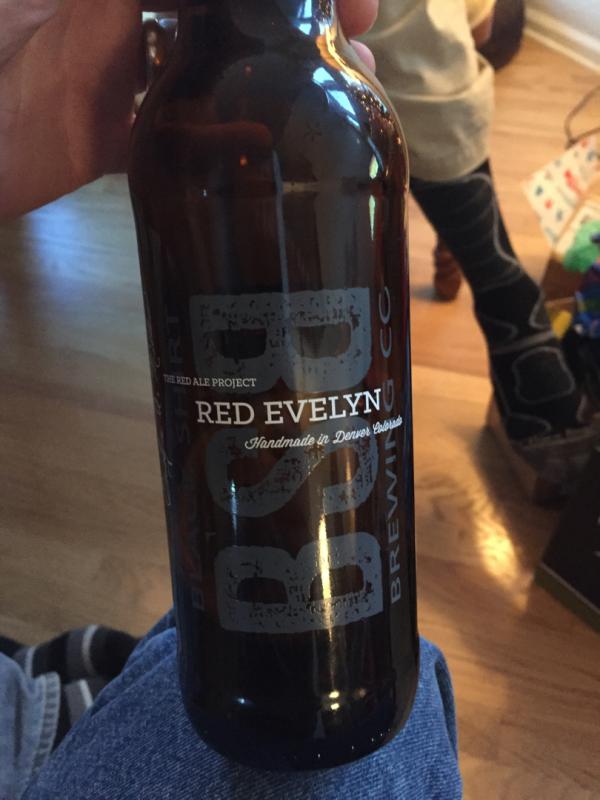 THE RED ALE PROJECT
RED EVELYN
Handmade in Denver Colorado
BSB
BREWING CO